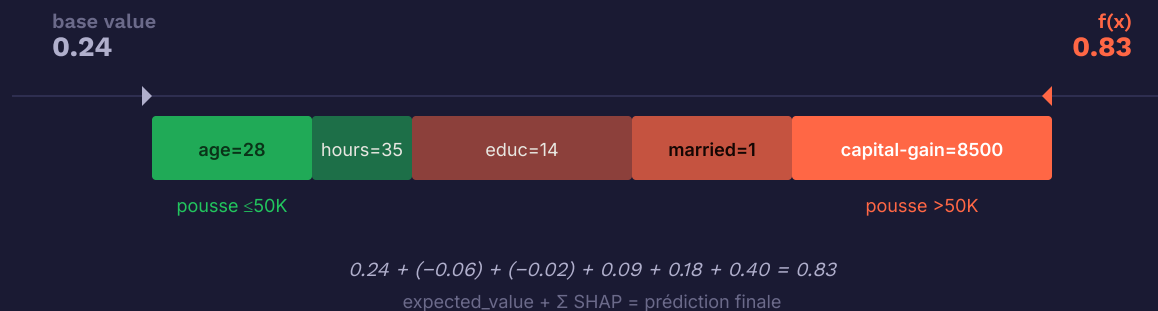 base value
f(x)
0.24
0.83
age=28
hours=35
educ=14
married=1
capital-gain=8500
pousse ≤50K
pousse >50K
0.24 + (−0.06) + (−0.02) + 0.09 + 0.18 + 0.40 = 0.83
expected_value + Σ SHAP = prédiction finale